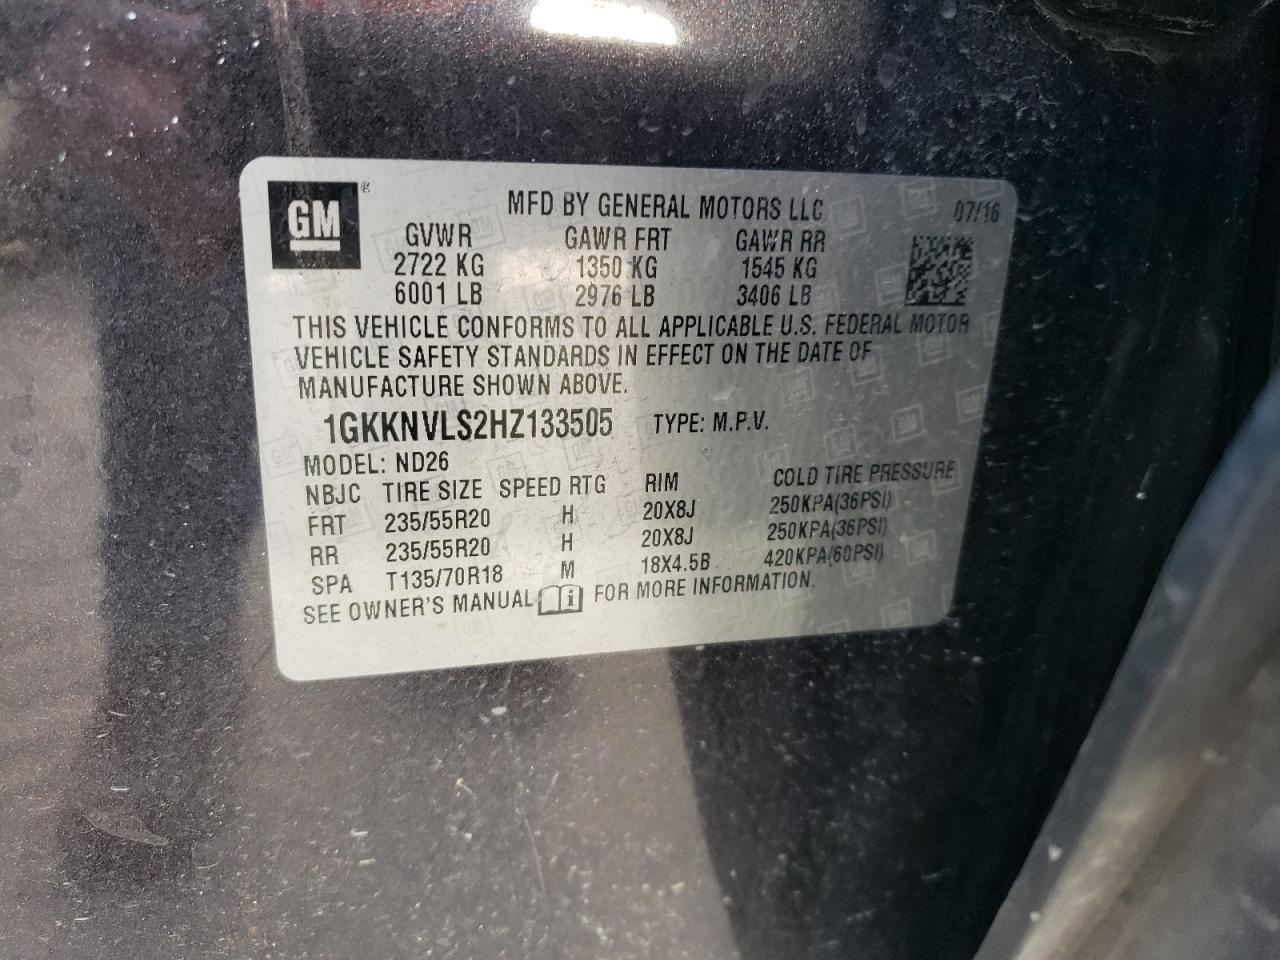 GM ®
MFD BY GENERAL MOTORS LLC 07/16
GVWR GAWR FRT GAWR RR
2722 KG 1350 KG 1545 KG
6001 LB 2976 LB 3406 LB
THIS VEHICLE CONFORMS TO ALL APPLICABLE U.S. FEDERAL MOTOR
VEHICLE SAFETY STANDARDS IN EFFECT ON THE DATE OF
MANUFACTURE SHOWN ABOVE.
1GKKNVLS2HZ133505 TYPE: M.P.V.
MODEL: ND26
NBJC TIRE SIZE SPEED RTG RIM COLD TIRE PRESSURE
FRT 235/55R20 H 20X8J 250KPA(36PSI)
RR 235/55R20 H 20X8J 250KPA(36PSI)
SPA T135/70R18 M 18X4.5B 420KPA(60PSI)
SEE OWNER'S MANUAL i FOR MORE INFORMATION.